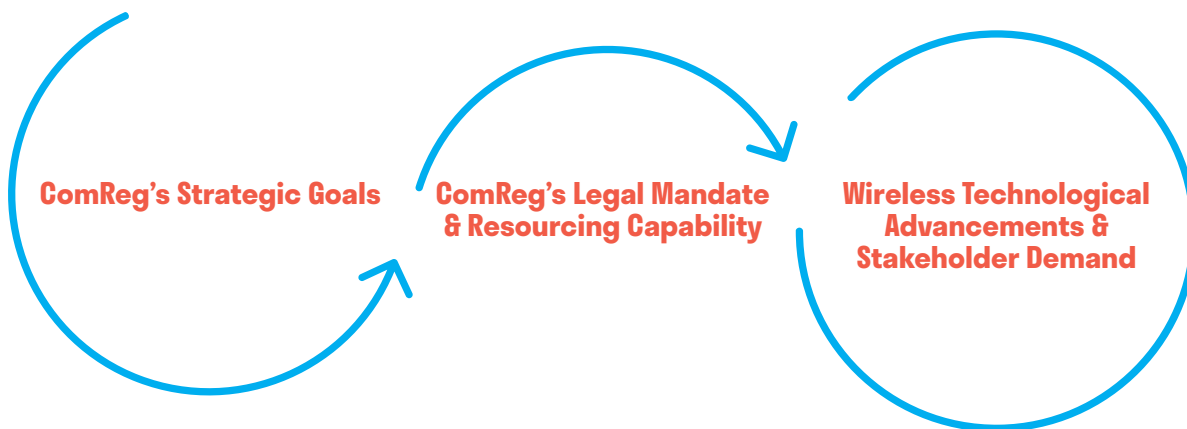 ComReg’s Strategic Goals
ComReg’s Legal Mandate
& Resourcing Capability
Wireless Technological
Advancements &
Stakeholder Demand